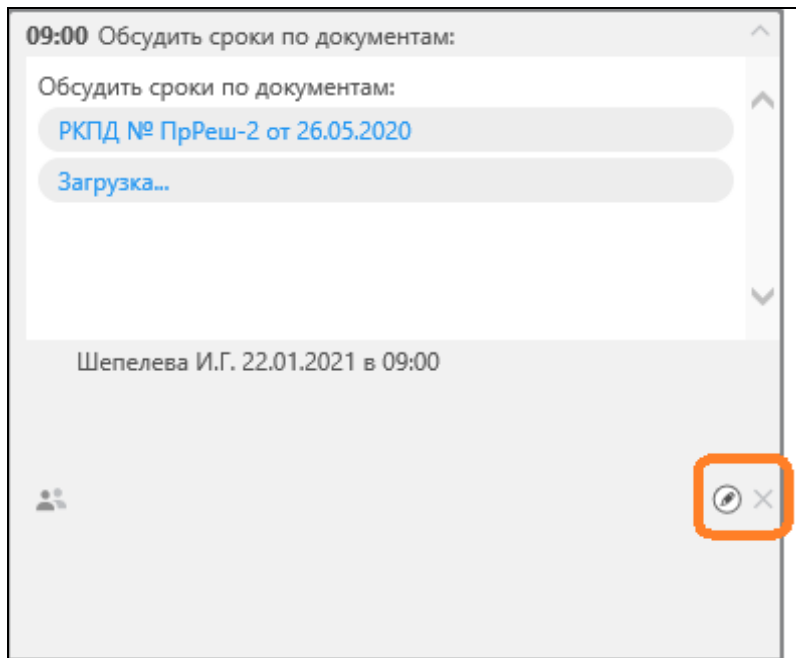 09:00 Обсудить сроки по документам:
Обсудить сроки по документам:
РКПД № ПрРеш-2 от 26.05.2020
Загрузка...
Шепелева И.Г. 22.01.2021 в 09:00